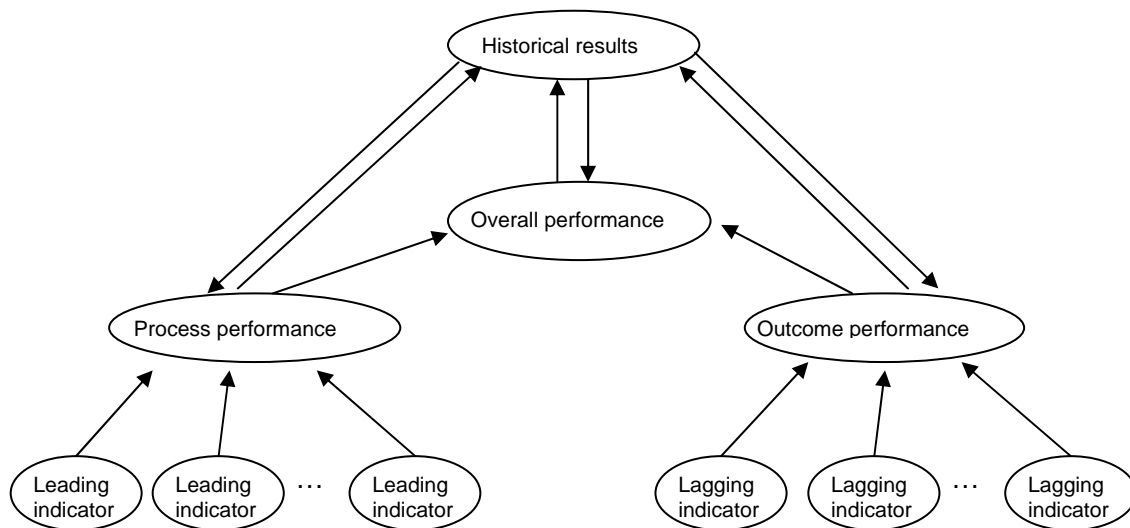 Historical results
Overall performance
Process performance
Outcome performance
Leading
indicator
Leading
indicator
...
Leading
indicator
Lagging
indicator
Lagging
indicator
...
Lagging
indicator